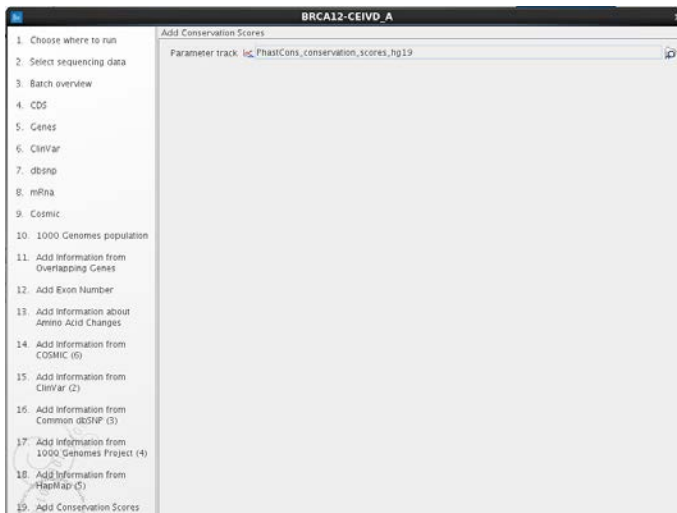 BRCA12-CEIVD_A
1. Choose where to run
2. Select sequencing data
3. Batch overview
4. CDS
5. Genes
6. ClinVar
7. dbsnp
8. mRna
9. Cosmic
10. 1000 Genomes population
11. Add Information from
Overlapping Genes
12. Add Exon Number
13. Add Information about
Amino Acid Changes
14. Add Information from
COSMIC (6)
15. Add Information from
ClinVar (2)
16. Add Information from
Common dbSNP (3)
17. Add Information from
1000 Genomes Project (4)
18. Add Information from
HapMap (5)
19. Add Conservation Scores
Add Conservation Scores
Parameter track PhastCons_conservation_scores_hg19